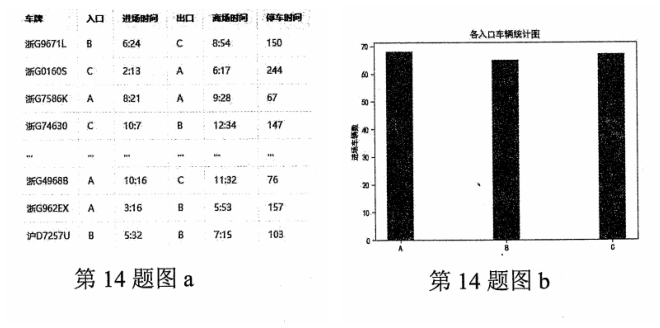 车牌 入口 进场时间 出口 离场时间 停车时间
浙G9671L B 6:24 C 8:54 150
浙G0160S C 2:13 A 6:17 244
浙G7586K A 8:21 A 9:28 67
浙G74630 C 10:7 B 12:34 147
... ... ... ... ... ...
浙G4968B A 10:16 C 11:32 76
浙G962EX A 3:16 B 5:53 157
沪D7257U B 5:32 B 7:15 103
第 14 题图 a
各入口车辆统计图
进场车辆数
70
60
50
40
30
20
10
0
A B C
第 14 题图 b